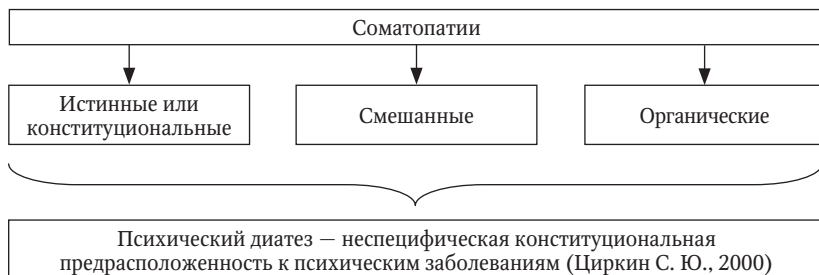 Соматопатии
Истинные или
конституциональные
Смешанные
Органические
Психический диатез — неспецифическая конституциональная
предрасположенность к психическим заболеваниям (Циркин С. Ю., 2000)